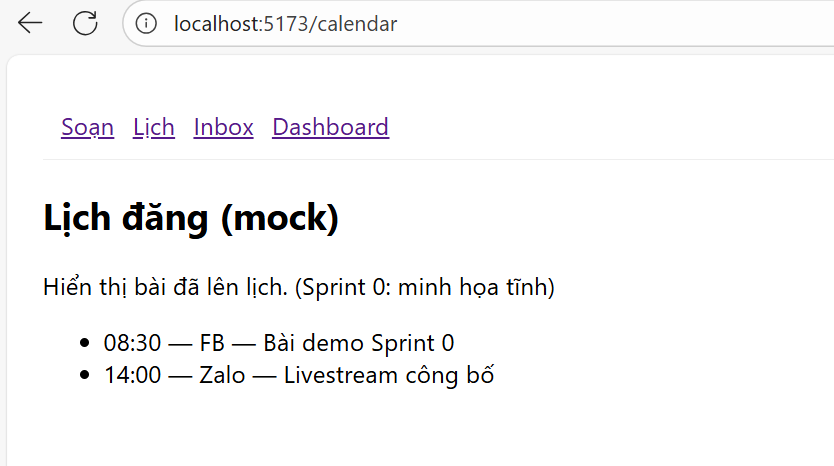 localhost:5173/calendar
Soạn Lịch Inbox Dashboard
Lịch đăng (mock)
Hiển thị bài đã lên lịch. (Sprint 0: minh họa tĩnh)
• 08:30 — FB — Bài demo Sprint 0
• 14:00 — Zalo — Livestream công bố